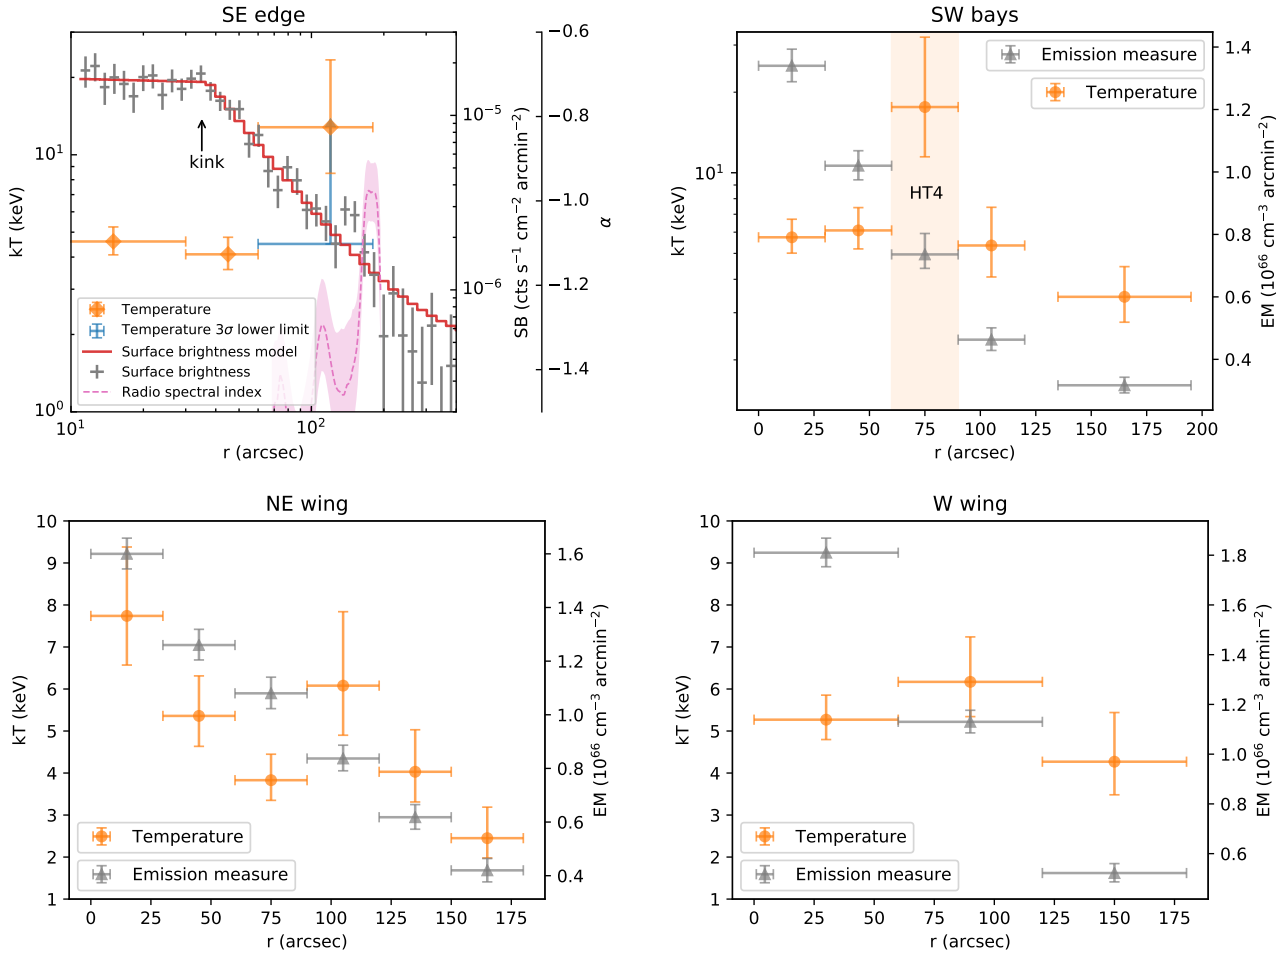 SE edge
kT (keV)
10^1
10^0
10^1
10^2
r (arcsec)
kink
Temperature
Temperature 3σ lower limit
Surface brightness model
Surface brightness
Radio spectral index
10^−5
10^−6
SB (cts s^−1 cm^−2 arcmin^−2)
−0.6
−0.8
−1.0
−1.2
−1.4
α
SW bays
kT (keV)
10^1
HT4
Emission measure
Temperature
0 25 50 75 100 125 150 175 200
r (arcsec)
1.4
1.2
1.0
0.8
0.6
0.4
EM (10^66 cm^−3 arcmin^−2)
NE wing
kT (keV)
10
9
8
7
6
5
4
3
2
1
Temperature
Emission measure
0 25 50 75 100 125 150 175
r (arcsec)
1.6
1.4
1.2
1.0
0.8
0.6
0.4
EM (10^66 cm^−3 arcmin^−2)
W wing
kT (keV)
10
9
8
7
6
5
4
3
2
1
Temperature
Emission measure
0 25 50 75 100 125 150 175
r (arcsec)
1.8
1.6
1.4
1.2
1.0
0.8
0.6
EM (10^66 cm^−3 arcmin^−2)